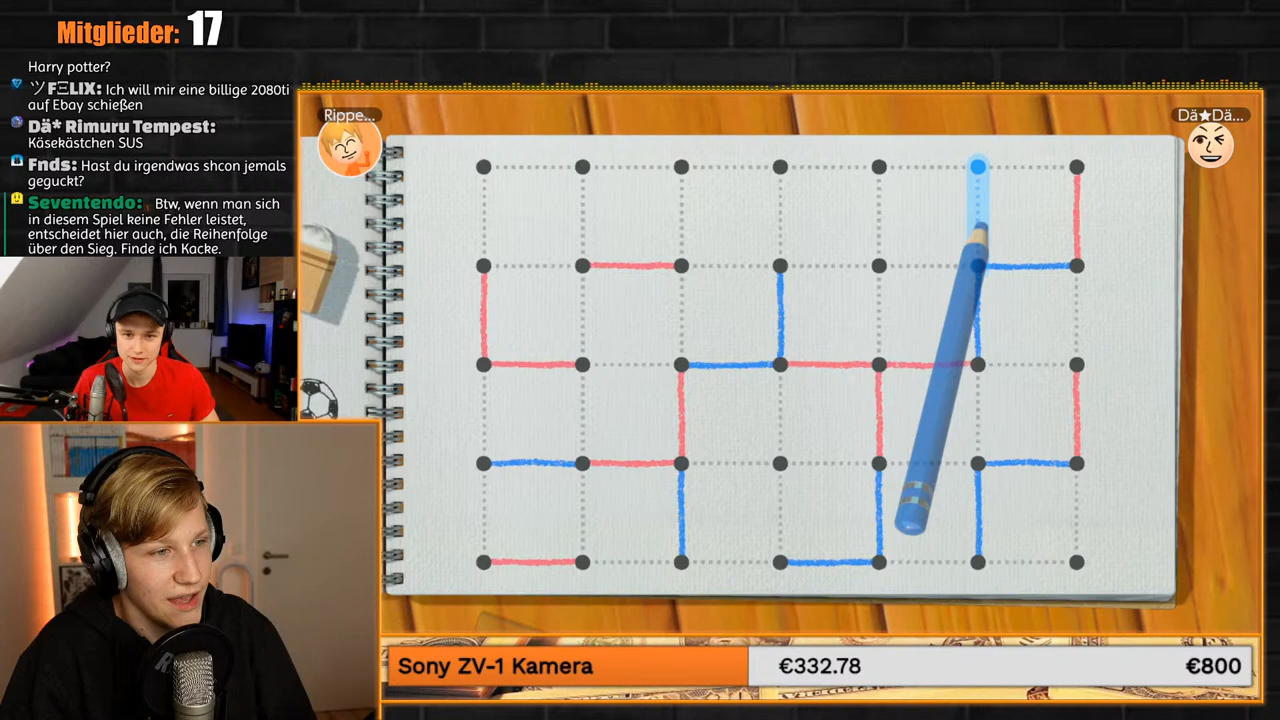 Mitglieder: 17
Harry potter?
ツFΞLIX: Ich will mir eine billige 2080ti
auf Ebay schießen
Dä* Rimuru Tempest:
Käsekästchen SUS
Fnds: Hast du irgendwas shcon jemals
geguckt?
Seventendo: Btw, wenn man sich
in diesem Spiel keine Fehler leistet,
entscheidet hier auch, die Reihenfolge
über den Sieg. Finde ich Kacke.
Rippe...
Dä★Dä...
Sony ZV-1 Kamera €332.78 €800